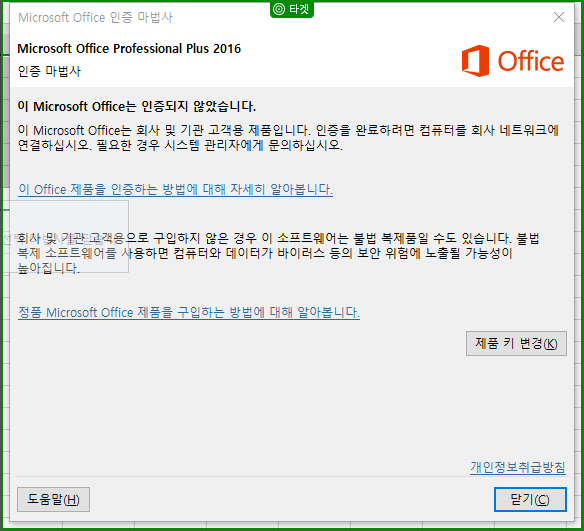 타겟
Microsoft Office 인증 마법사
Microsoft Office Professional Plus 2016
인증 마법사
Office
이 Microsoft Office는 인증되지 않았습니다.
이 Microsoft Office는 회사 및 기관 고객용 제품입니다. 인증을 완료하려면 컴퓨터를 회사 네트워크에
연결하십시오. 필요한 경우 시스템 관리자에게 문의하십시오.
이 Office 제품을 인증하는 방법에 대해 자세히 알아봅니다.
회사 및 기관 고객용으로 구입하지 않은 경우 이 소프트웨어는 불법 복제품일 수도 있습니다. 불법
복제 소프트웨어를 사용하면 컴퓨터와 데이터가 바이러스 등의 보안 위험에 노출될 가능성이
높아집니다.
정품 Microsoft Office 제품을 구입하는 방법에 대해 알아봅니다.
제품 키 변경(K)
개인정보취급방침
도움말(H)
닫기(C)